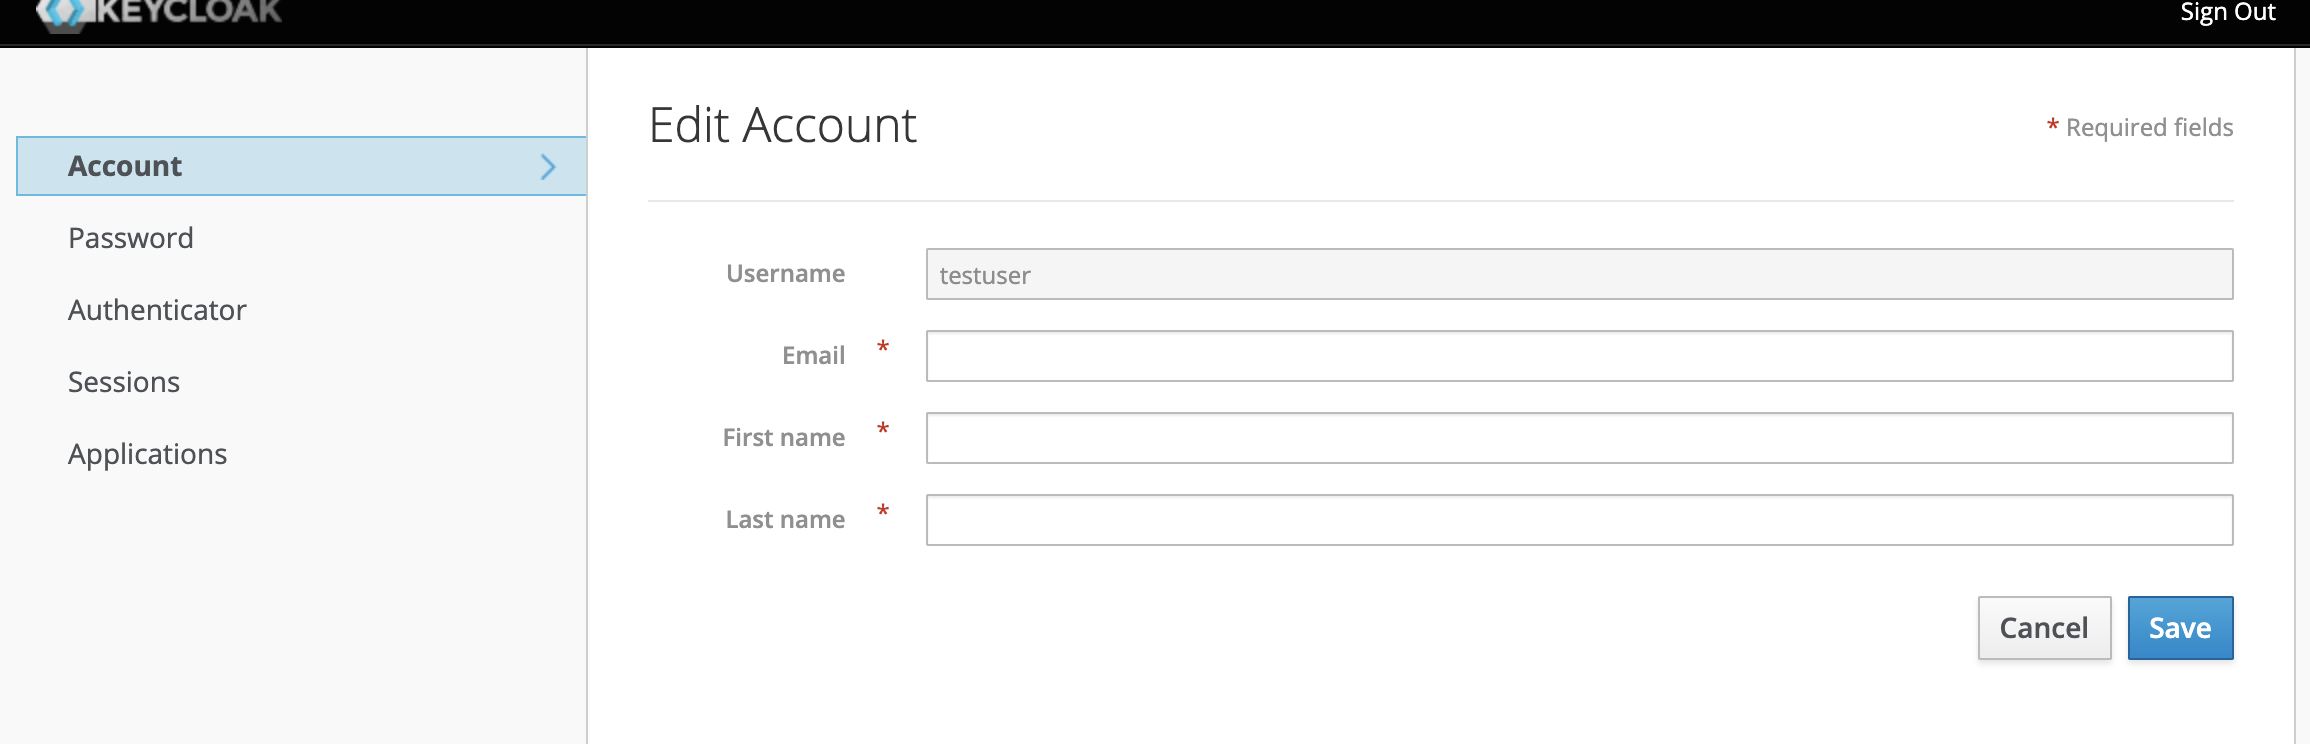 KEYCLOAK
Sign Out
Account
Password
Authenticator
Sessions
Applications
Edit Account
* Required fields
Username
testuser
Email *
First name *
Last name *
Cancel
Save